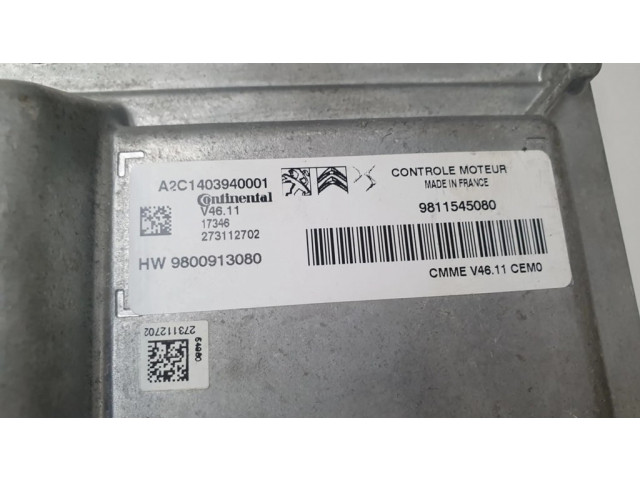 A2C1403940001
Continental
V46.11
17346
273112702
HW 9800913080
CONTROLE MOTEUR
MADE IN FRANCE
9811545080
CMME V46.11 CEM0
273112702